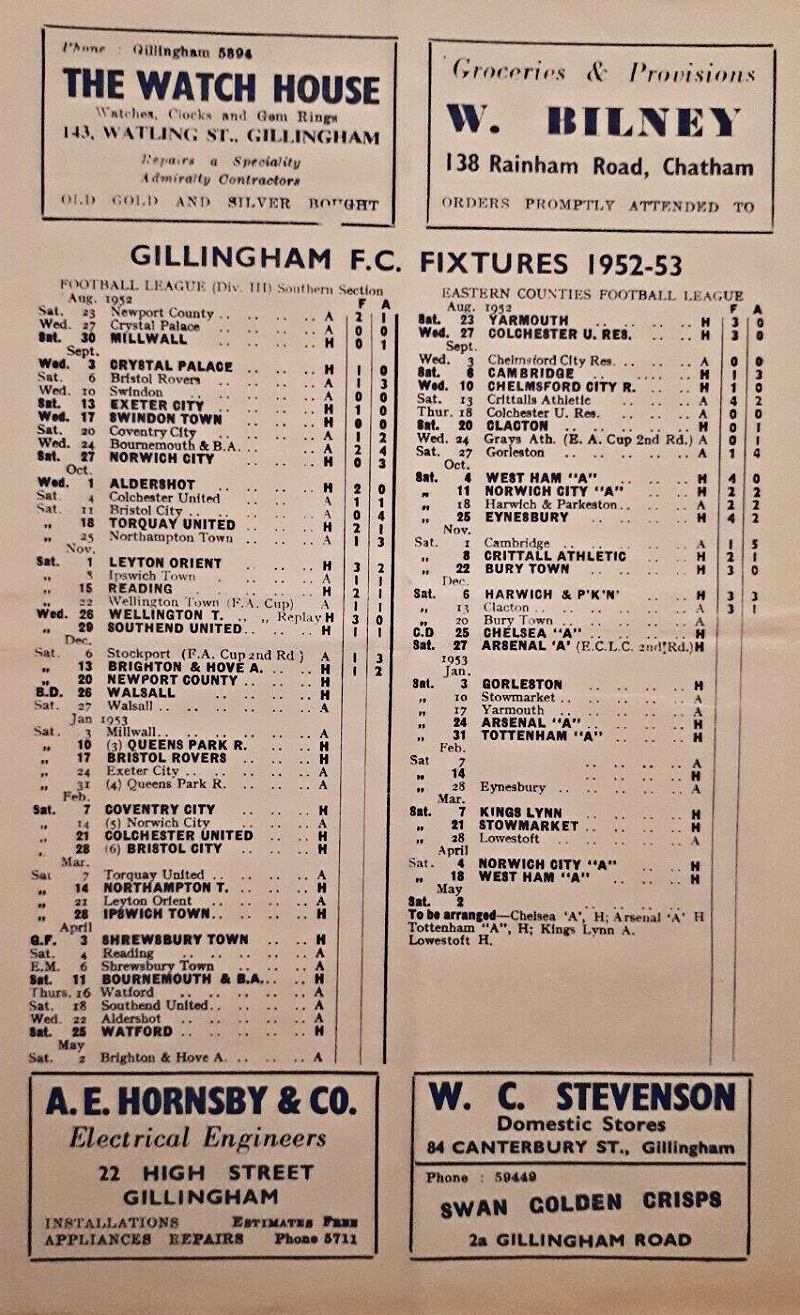 Phone : Gillingham 5894
THE WATCH HOUSE
Watches, Clocks and Gem Rings
143, WATLING ST., GILLINGHAM
Repairs a Speciality
Admiralty Contractors
OLD GOLD AND SILVER BOUGHT
Groceries & Provisions
W. BILNEY
138 Rainham Road, Chatham
ORDERS PROMPTLY ATTENDED TO
GILLINGHAM F.C. FIXTURES 1952-53
FOOTBALL LEAGUE (Div. III) Southern Section
Aug. 1952 F A
Sat. 23 Newport County .. .. .. A 2 1
Wed. 27 Crystal Palace .. .. .. A 0 0
Sat. 30 MILLWALL .. .. .. H 0 1
Sept.
Wed. 3 CRYSTAL PALACE .. .. H 1 0
Sat. 6 Bristol Rovers .. .. .. A 1 3
Wed. 10 Swindon .. .. .. A 0 0
Sat. 13 EXETER CITY .. .. .. H 1 0
Wed. 17 SWINDON TOWN .. .. H 0 0
Sat. 20 Coventry City .. .. .. A 1 2
Wed. 24 Bournemouth & B.A. .. .. A 2 4
Sat. 27 NORWICH CITY .. .. H 0 3
Oct.
Wed. 1 ALDERSHOT .. .. .. H 2 0
Sat. 4 Colchester United .. .. A 1 1
Sat. 11 Bristol City .. .. .. A 0 4
„ 18 TORQUAY UNITED .. .. H 2 1
„ 25 Northampton Town .. .. A 1 3
Nov.
Sat. 1 LEYTON ORIENT .. .. H 3 2
„ 8 Ipswich Town .. .. .. A 1 1
„ 15 READING .. .. .. H 2 1
„ 22 Wellington Town (F.A. Cup) A 1 1
Wed. 26 WELLINGTON T. .. „ Replay H 3 0
„ 29 SOUTHEND UNITED .. .. H 1 1
Dec.
Sat. 6 Stockport (F.A. Cup 2nd Rd ) A 1 3
„ 13 BRIGHTON & HOVE A. .. .. H 1 2
„ 20 NEWPORT COUNTY .. .. H
B.D. 26 WALSALL .. .. .. H
Sat. 27 Walsall .. .. .. A
Jan 1953
Sat. 3 Millwall .. .. .. A
„ 10 (3) QUEENS PARK R. .. .. H
„ 17 BRISTOL ROVERS .. .. H
„ 24 Exeter City .. .. .. A
„ 31 (4) Queens Park R. .. .. A
Feb.
Sat. 7 COVENTRY CITY .. .. H
„ 14 (5) Norwich City .. .. A
„ 21 COLCHESTER UNITED .. .. H
„ 28 (6) BRISTOL CITY .. .. H
Mar.
Sat 7 Torquay United .. .. .. A
„ 14 NORTHAMPTON T. .. .. H
„ 21 Leyton Orient .. .. .. A
„ 28 IPSWICH TOWN .. .. .. H
April
G.F. 3 SHREWSBURY TOWN .. .. H
Sat. 4 Reading .. .. .. A
E.M. 6 Shrewsbury Town .. .. A
Sat. 11 BOURNEMOUTH & B.A. .. .. H
Thurs. 16 Watford .. .. .. A
Sat. 18 Southend United .. .. A
Wed. 22 Aldershot .. .. .. A
Sat. 25 WATFORD .. .. .. H
May
Sat. 2 Brighton & Hove A. .. .. A
EASTERN COUNTIES FOOTBALL LEAGUE
Aug. 1952 F A
Sat. 23 YARMOUTH .. .. .. H 3 0
Wed. 27 COLCHESTER U. RES. .. .. H 3 0
Sept.
Wed. 3 Chelmsford City Res. .. .. A 0 0
Sat. 6 CAMBRIDGE .. .. H 1 3
Wed. 10 CHELMSFORD CITY R. .. .. H 1 0
Sat. 13 Crittalls Athletic .. .. A 4 2
Thur. 18 Colchester U. Res. .. .. A 0 0
Sat. 20 CLACTON .. .. .. H 0 1
Wed. 24 Grays Ath. (E. A. Cup 2nd Rd.) A 0 1
Sat. 27 Gorleston .. .. .. A 1 4
Oct.
Sat. 4 WEST HAM "A" .. .. H 4 0
„ 11 NORWICH CITY "A" .. .. H 2 2
„ 18 Harwich & Parkeston .. .. A 2 2
„ 25 EYNESBURY .. .. .. H 4 2
Nov.
Sat. 1 Cambridge .. .. .. A 1 5
„ 8 CRITTALL ATHLETIC .. .. H 2 1
„ 22 BURY TOWN .. .. .. H 3 0
Dec.
Sat. 6 HARWICH & P'K'N' .. .. H 3 3
„ 13 Clacton .. .. .. A 3 1
„ 20 Bury Town .. .. .. A
C.D 25 CHELSEA "A" .. .. .. H
Sat. 27 ARSENAL 'A' (E.C.L.C. 2nd Rd.) H
1953
Jan.
Sat. 3 GORLESTON .. .. .. H
„ 10 Stowmarket .. .. .. A
„ 17 Yarmouth .. .. .. A
„ 24 ARSENAL "A" .. .. .. H
„ 31 TOTTENHAM "A" .. .. H
Feb.
Sat 7 .. .. .. A
„ 14 .. .. .. H
„ 28 Eynesbury .. .. .. A
Mar.
Sat. 7 KINGS LYNN .. .. .. H
„ 21 STOWMARKET .. .. .. H
„ 28 Lowestoft .. .. .. A
April
Sat. 4 NORWICH CITY "A" .. .. H
„ 18 WEST HAM "A" .. .. H
May
Sat. 2 .. .. ..
To be arranged—Chelsea 'A', H; Arsenal 'A' H
Tottenham "A", H; Kings Lynn A.
Lowestoft H.
A. E. HORNSBY & CO.
Electrical Engineers
22 HIGH STREET
GILLINGHAM
INSTALLATIONS ESTIMATES FREE
APPLIANCES REPAIRS Phone 5711
W. C. STEVENSON
Domestic Stores
84 CANTERBURY ST., Gillingham
Phone : 59449
SWAN GOLDEN CRISPS
2a GILLINGHAM ROAD